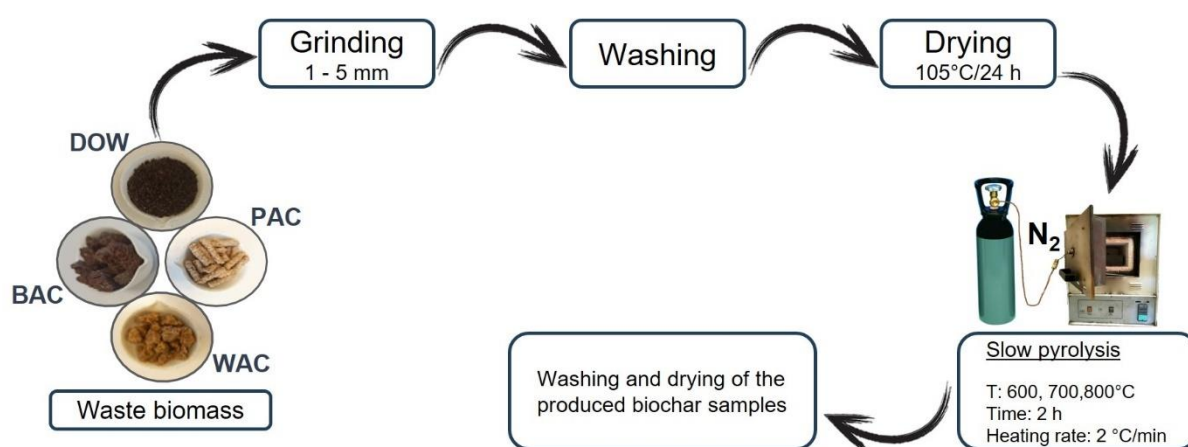 Grinding
1 - 5 mm
Washing
Drying
105°C/24 h
DOW
PAC
BAC
WAC
Waste biomass
N2
Slow pyrolysis
T: 600, 700,800°C
Time: 2 h
Heating rate: 2 °C/min
Washing and drying of the
produced biochar samples